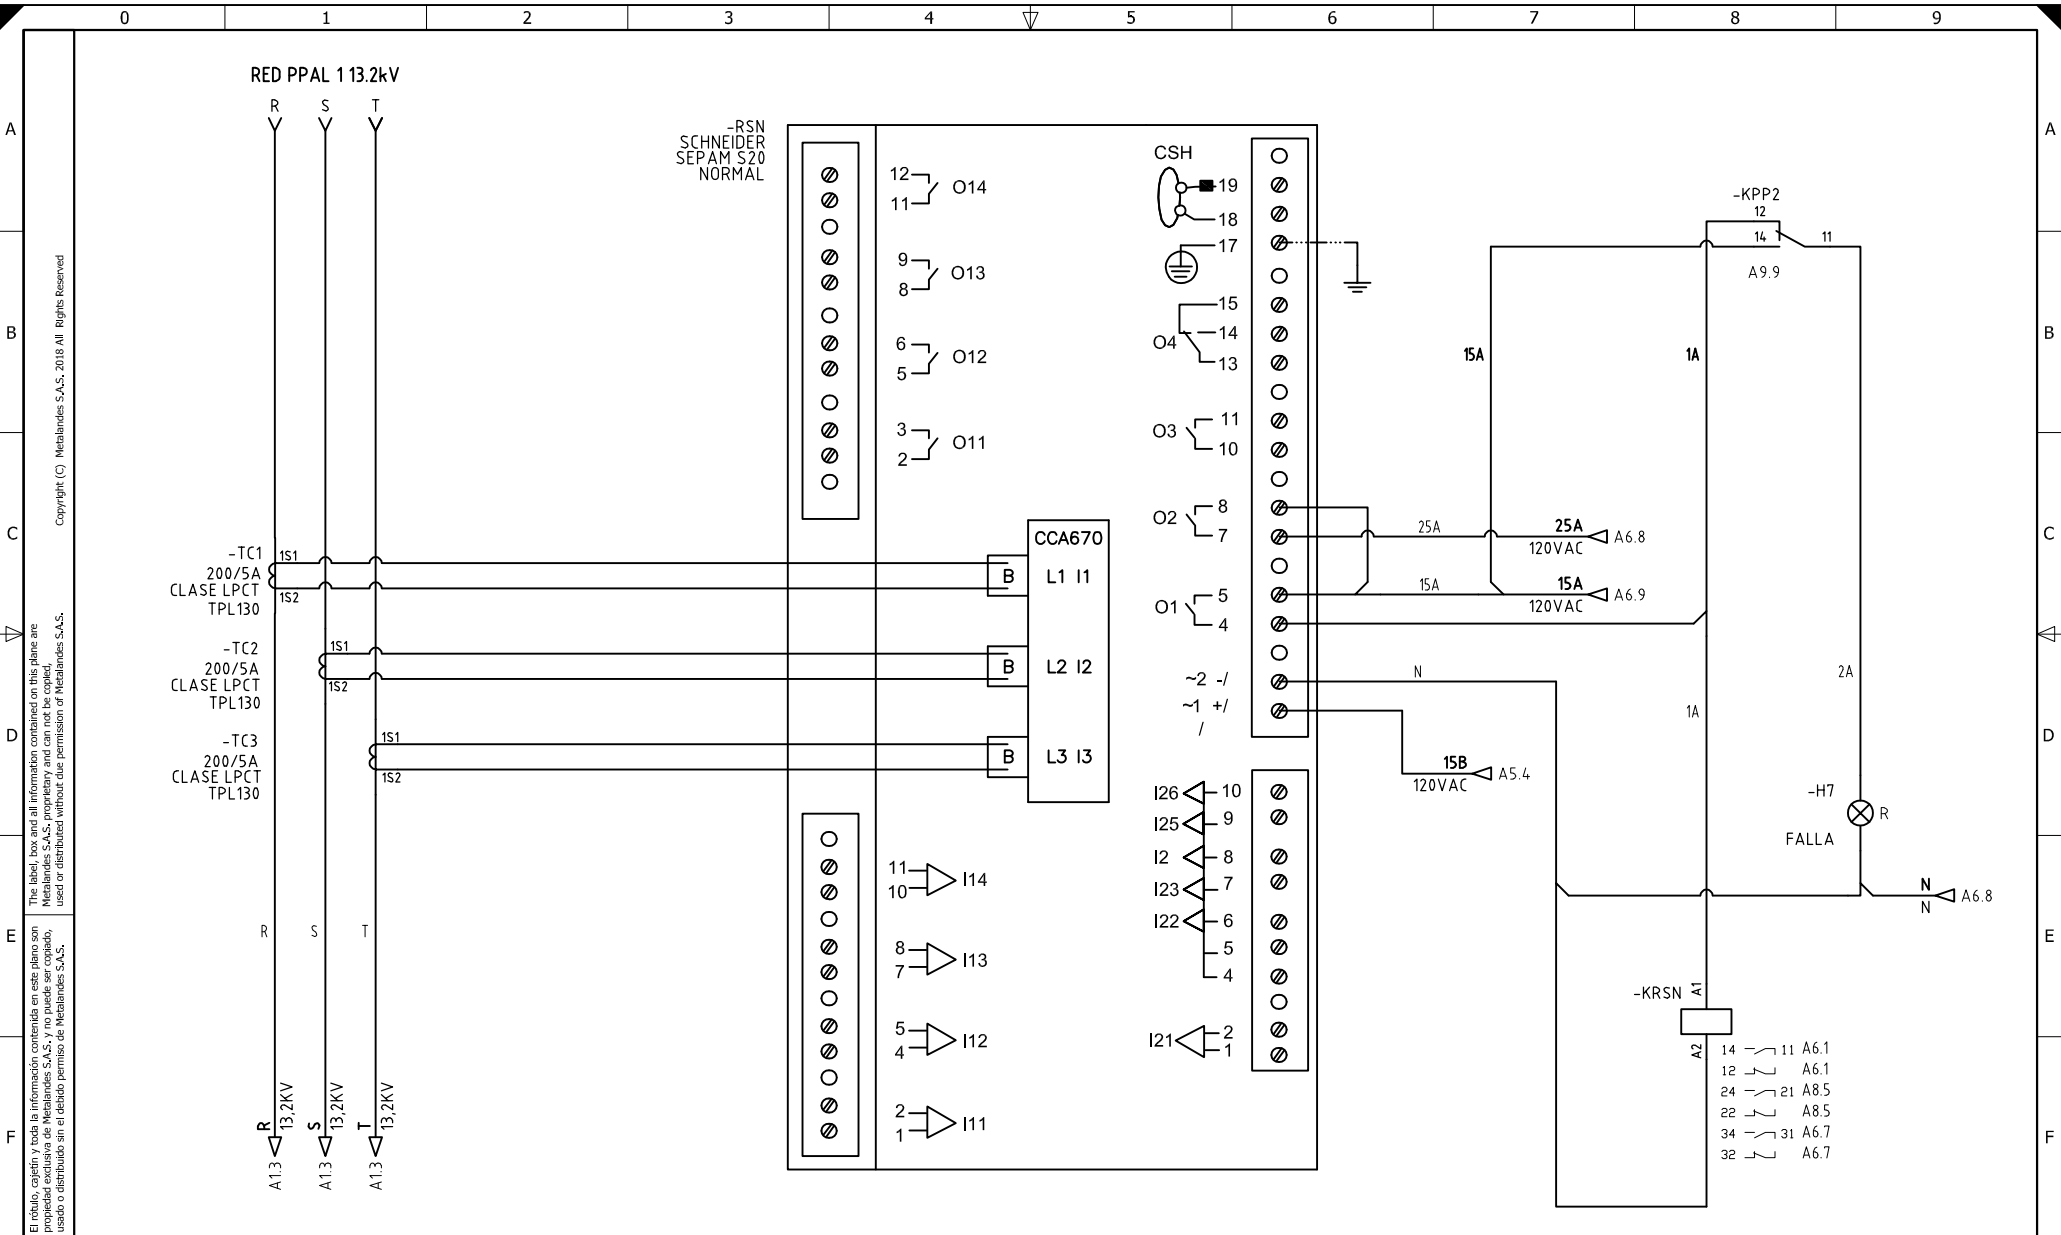 0 1 2 3 4 5 6 7 8 9
A
B
C
D
E
F
A
B
C
D
E
F
Copyright (C) Metalandes S.A.S. 2018 All Rights Reserved
The label, box and all information contained on this plane are
Metalandes S.A.S. proprietary and can not be copied,
used or distributed without due permission of Metalandes S.A.S.
El rótulo, cajetín y toda la información contenida en este plano son
propiedad exclusiva de Metalandes S.A.S. y no puede ser copiado,
usado o distribuido sin el debido permiso de Metalandes S.A.S.
RED PPAL 1 13.2kV
R S T
-TC1
200/5A
CLASE LPCT
TPL130
1S1
1S2
-TC2
200/5A
CLASE LPCT
TPL130
1S1
1S2
-TC3
200/5A
CLASE LPCT
TPL130
1S1
1S2
R S T
R 13,2KV
S 13,2KV
T 13,2KV
A1.3
A1.3
A1.3
-RSN
SCHNEIDER
SEPAM S20
NORMAL
12
11
O14
9
8
O13
6
5
O12
3
2
O11
CCA670
B L1 I1
B L2 I2
B L3 I3
11
10
I14
8
7
I13
5
4
I12
2
1
I11
CSH
19
18
17
15
14
13
O4
11
10
O3
8
7
O2
5
4
O1
~2 -/
~1 +/
/
I26 10
I25 9
I2 8
I23 7
I22 6
5
4
I21
2
1
25A 25A
120VAC
A6.8
15A 15A
120VAC
A6.9
N
15B
120VAC
A5.4
15A
1A
1A
2A
-KPP2
12
14
11
A9.9
-H7
R
FALLA
N
N
A6.8
-KRSN
A1
A2
14 11 A6.1
12 A6.1
24 21 A8.5
22 A8.5
34 31 A6.7
32 A6.7